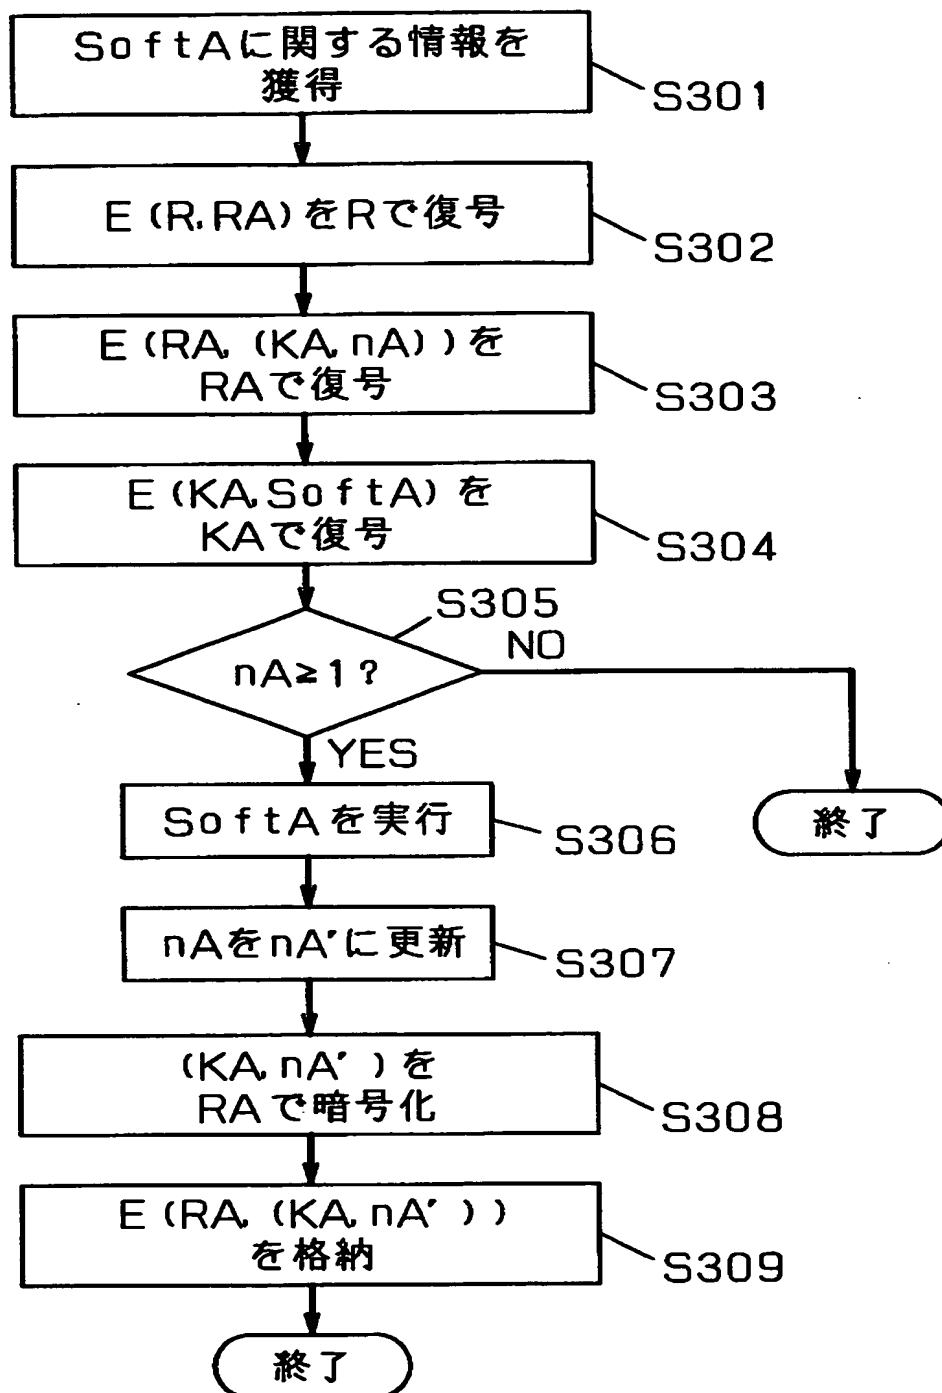 SoftAに関する情報を
獲得
S301
E(R,RA)をRで復号
S302
E(RA,(KA,nA))を
RAで復号
S303
E(KA,SoftA)を
KAで復号
S304
S305
nA≥1?
NO
YES
SoftAを実行
S306
終了
nAをnA'に更新
S307
(KA,nA')を
RAで暗号化
S308
E(RA,(KA,nA'))
を格納
S309
終了